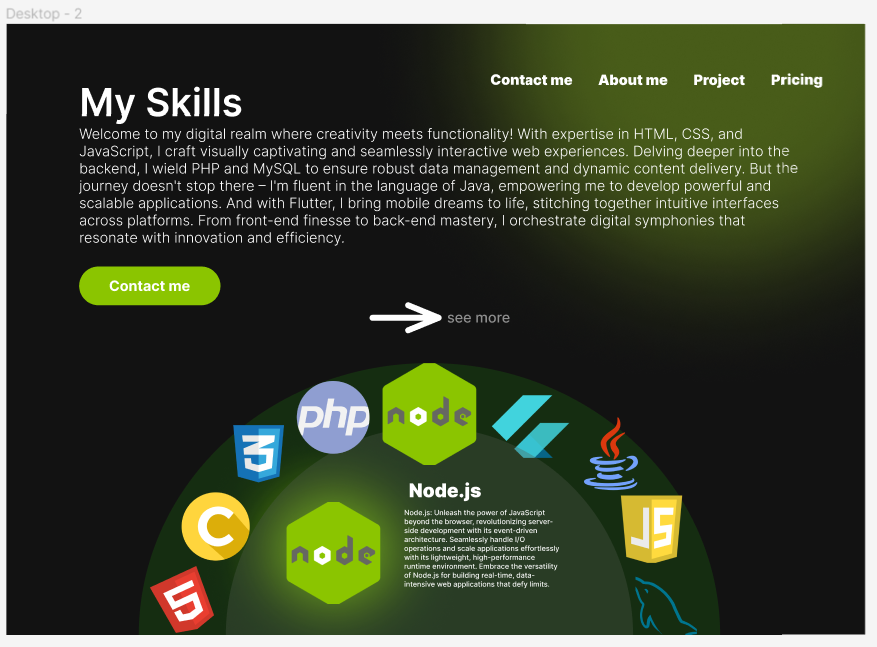 Desktop - 2
Contact me
About me
Project
Pricing
My Skills
Welcome to my digital realm where creativity meets functionality! With expertise in HTML, CSS, and
JavaScript, I craft visually captivating and seamlessly interactive web experiences. Delving deeper into the
backend, I wield PHP and MySQL to ensure robust data management and dynamic content delivery. But the
journey doesn't stop there – I'm fluent in the language of Java, empowering me to develop powerful and
scalable applications. And with Flutter, I bring mobile dreams to life, stitching together intuitive interfaces
across platforms. From front-end finesse to back-end mastery, I orchestrate digital symphonies that
resonate with innovation and efficiency.
Contact me
see more
php
node
3
C
JS
5
node
Node.js
Node.js: Unleash the power of JavaScript
beyond the browser, revolutionizing server-
side development with its event-driven
architecture. Seamlessly handle I/O
operations and scale applications effortlessly
with its lightweight, high-performance
runtime environment. Embrace the versatility
of Node.js for building real-time, data-
intensive web applications that defy limits.